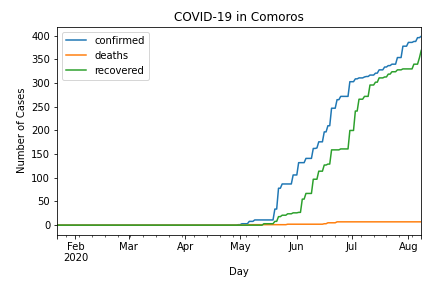 COVID-19 in Comoros
confirmed
deaths
recovered
Number of Cases
400
350
300
250
200
150
100
50
0
Feb Mar Apr May Jun Jul Aug
2020
Day